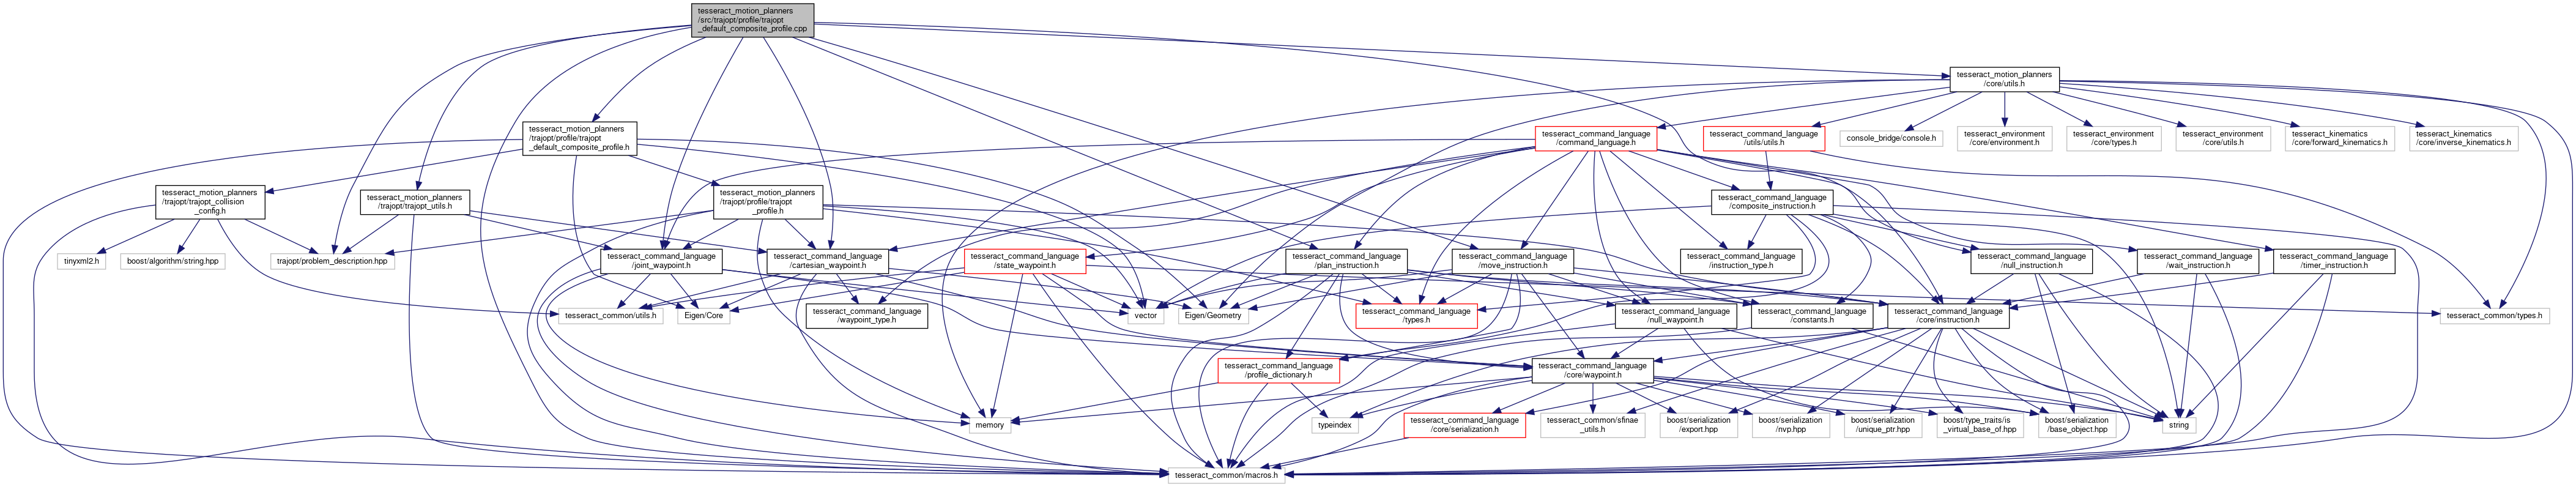 tesseract_motion_planners
/src/trajopt/profile/trajopt
_default_composite_profile.cpp
tesseract_motion_planners
/core/utils.h
tesseract_motion_planners
/trajopt/profile/trajopt
_default_composite_profile.h
tesseract_command_language
/command_language.h
tesseract_command_language
/utils/utils.h
console_bridge/console.h
tesseract_environment
/core/environment.h
tesseract_environment
/core/types.h
tesseract_environment
/core/utils.h
tesseract_kinematics
/core/forward_kinematics.h
tesseract_kinematics
/core/inverse_kinematics.h
tesseract_motion_planners
/trajopt/trajopt_collision
_config.h
tesseract_motion_planners
/trajopt/trajopt_utils.h
tesseract_motion_planners
/trajopt/profile/trajopt
_profile.h
tesseract_command_language
/composite_instruction.h
tinyxml2.h
boost/algorithm/string.hpp
trajopt/problem_description.hpp
tesseract_command_language
/joint_waypoint.h
tesseract_command_language
/cartesian_waypoint.h
tesseract_command_language
/state_waypoint.h
tesseract_command_language
/plan_instruction.h
tesseract_command_language
/move_instruction.h
tesseract_command_language
/instruction_type.h
tesseract_command_language
/null_instruction.h
tesseract_command_language
/wait_instruction.h
tesseract_command_language
/timer_instruction.h
tesseract_common/utils.h
Eigen/Core
tesseract_command_language
/waypoint_type.h
vector
Eigen/Geometry
tesseract_command_language
/types.h
tesseract_command_language
/null_waypoint.h
tesseract_command_language
/constants.h
tesseract_command_language
/core/instruction.h
tesseract_common/types.h
tesseract_command_language
/profile_dictionary.h
tesseract_command_language
/core/waypoint.h
memory
typeindex
tesseract_command_language
/core/serialization.h
tesseract_common/sfinae
_utils.h
boost/serialization
/export.hpp
boost/serialization
/nvp.hpp
boost/serialization
/unique_ptr.hpp
boost/type_traits/is
_virtual_base_of.hpp
boost/serialization
/base_object.hpp
string
tesseract_common/macros.h